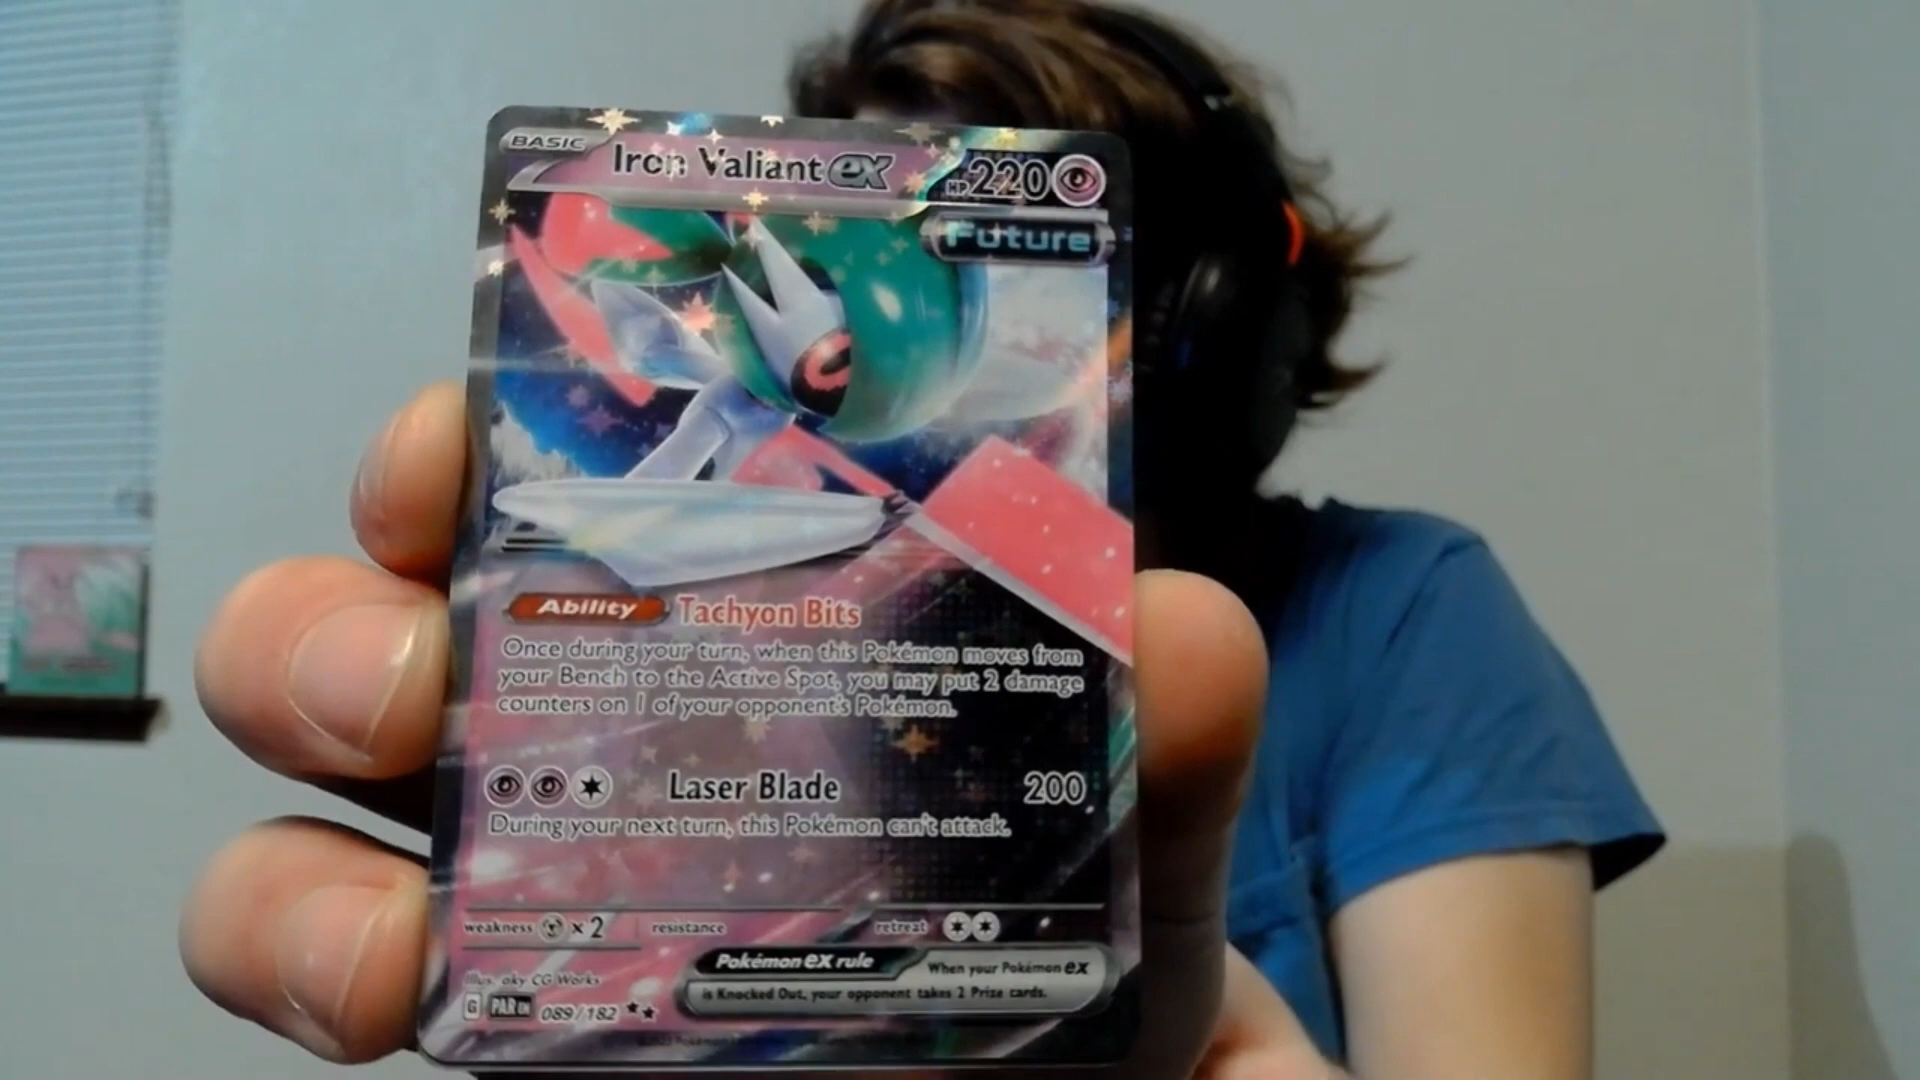 BASIC
Iron Valiant ex
HP 220
Future
Ability Tachyon Bits
Once during your turn, when this Pokémon moves from
your Bench to the Active Spot, you may put 2 damage
counters on 1 of your opponent's Pokémon.
Laser Blade 200
During your next turn, this Pokémon can't attack.
weakness ×2 resistance retreat
Pokémon ex rule
When your Pokémon ex
is Knocked Out, your opponent takes 2 Prize cards.
Illus. aky CG Works
G PAR EN 089/182